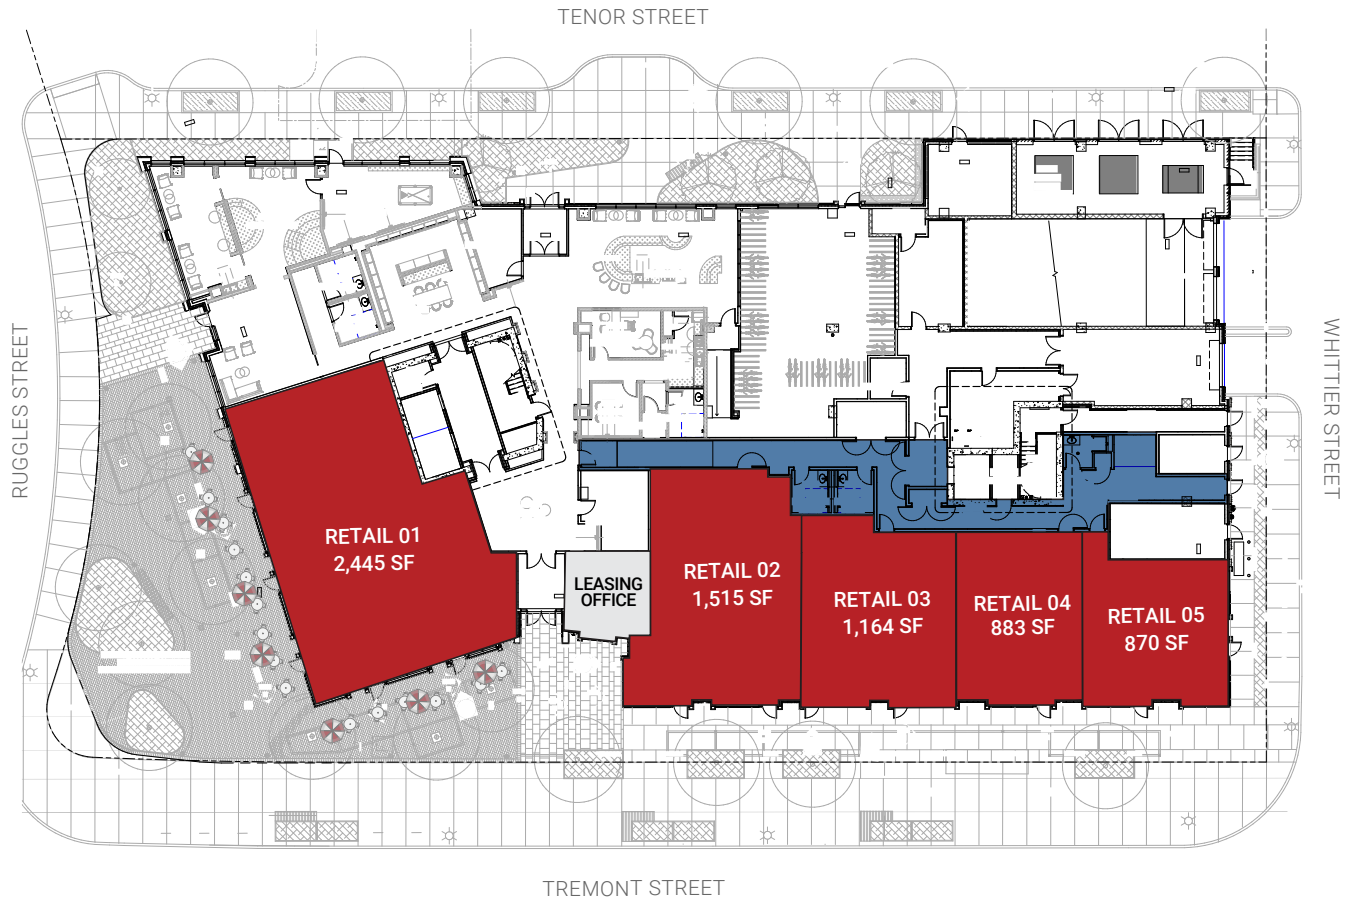 TENOR STREET
RUGGLES STREET
WHITTIER STREET
RETAIL 01
2,445 SF
LEASING
OFFICE
RETAIL 02
1,515 SF
RETAIL 03
1,164 SF
RETAIL 04
883 SF
RETAIL 05
870 SF
TREMONT STREET